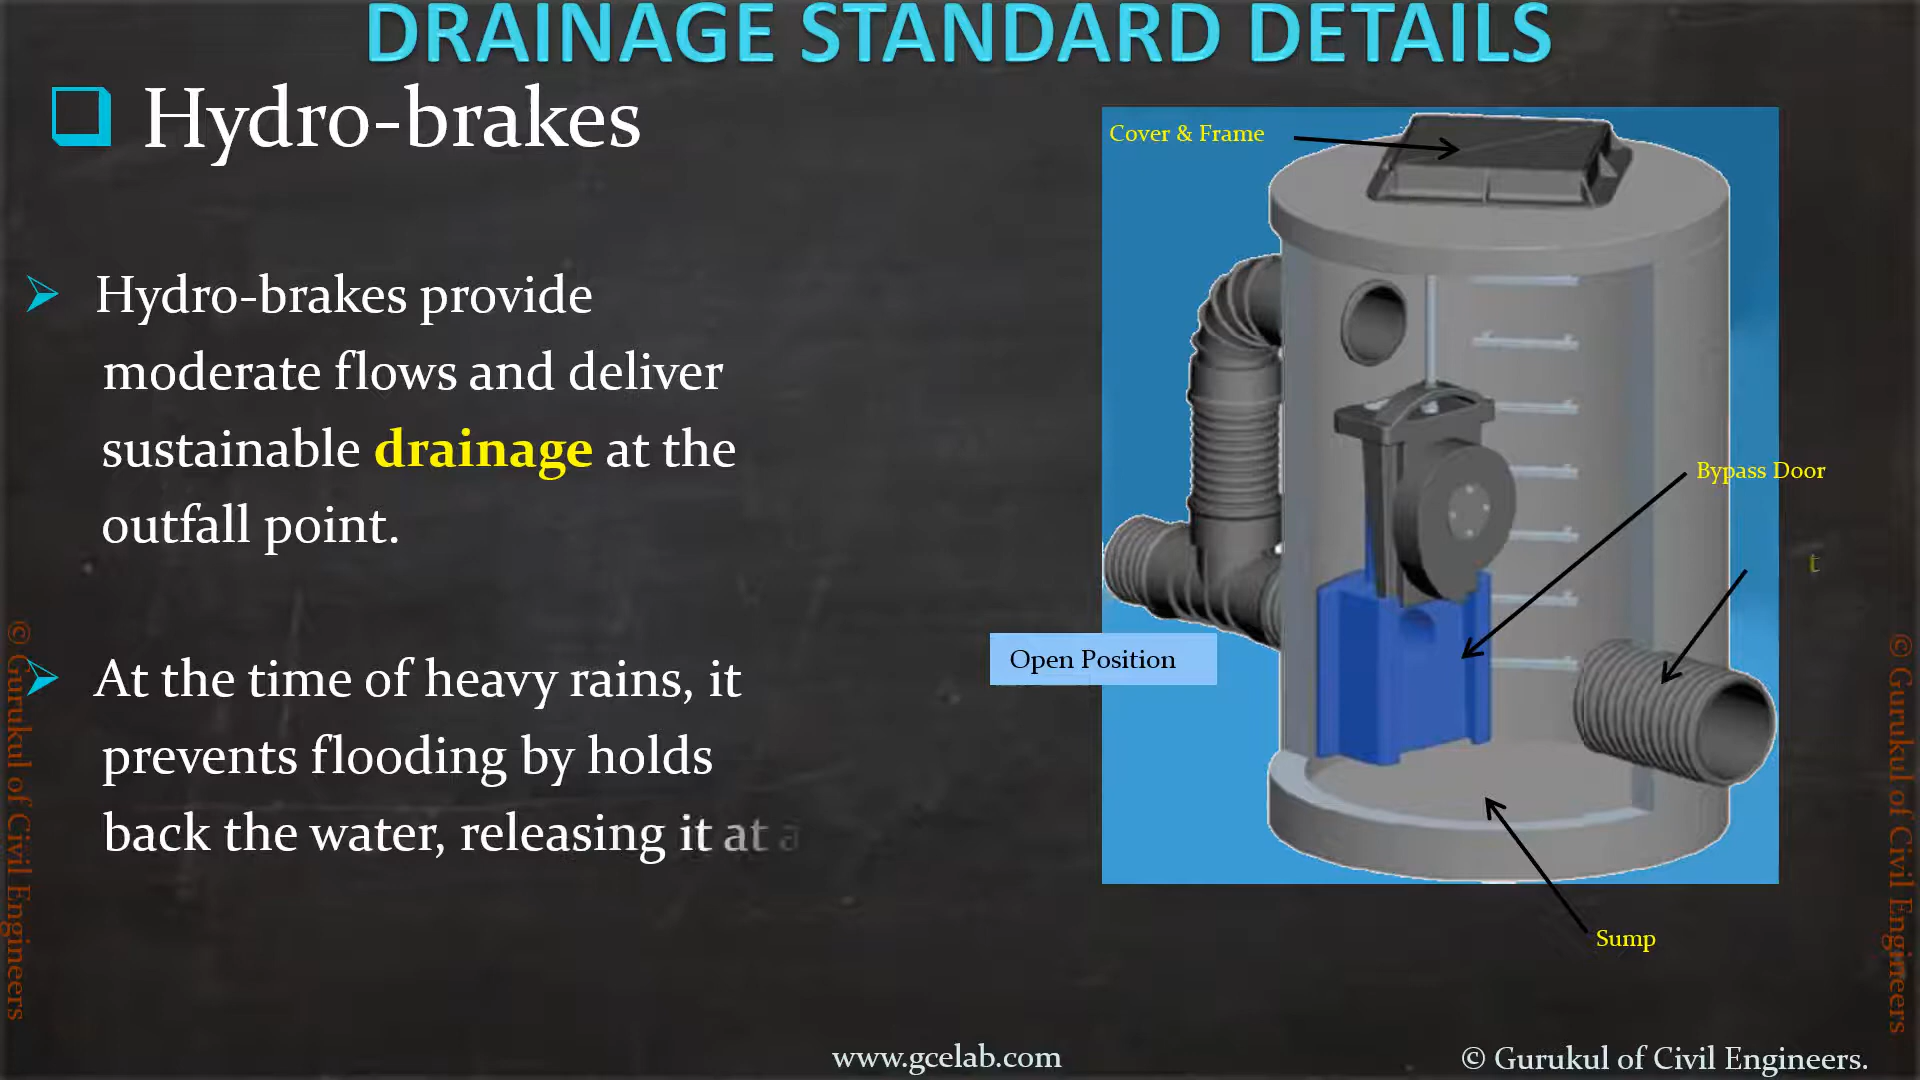 DRAINAGE STANDARD DETAILS
Hydro-brakes
Hydro-brakes provide
moderate flows and deliver
sustainable drainage at the
outfall point.
At the time of heavy rains, it
prevents flooding by holds
back the water, releasing it at a
Cover & Frame
Bypass Door
t
Open Position
Sump
© Gurukul of Civil Engineers
© Gurukul of Civil Engineers
www.gcelab.com
© Gurukul of Civil Engineers.